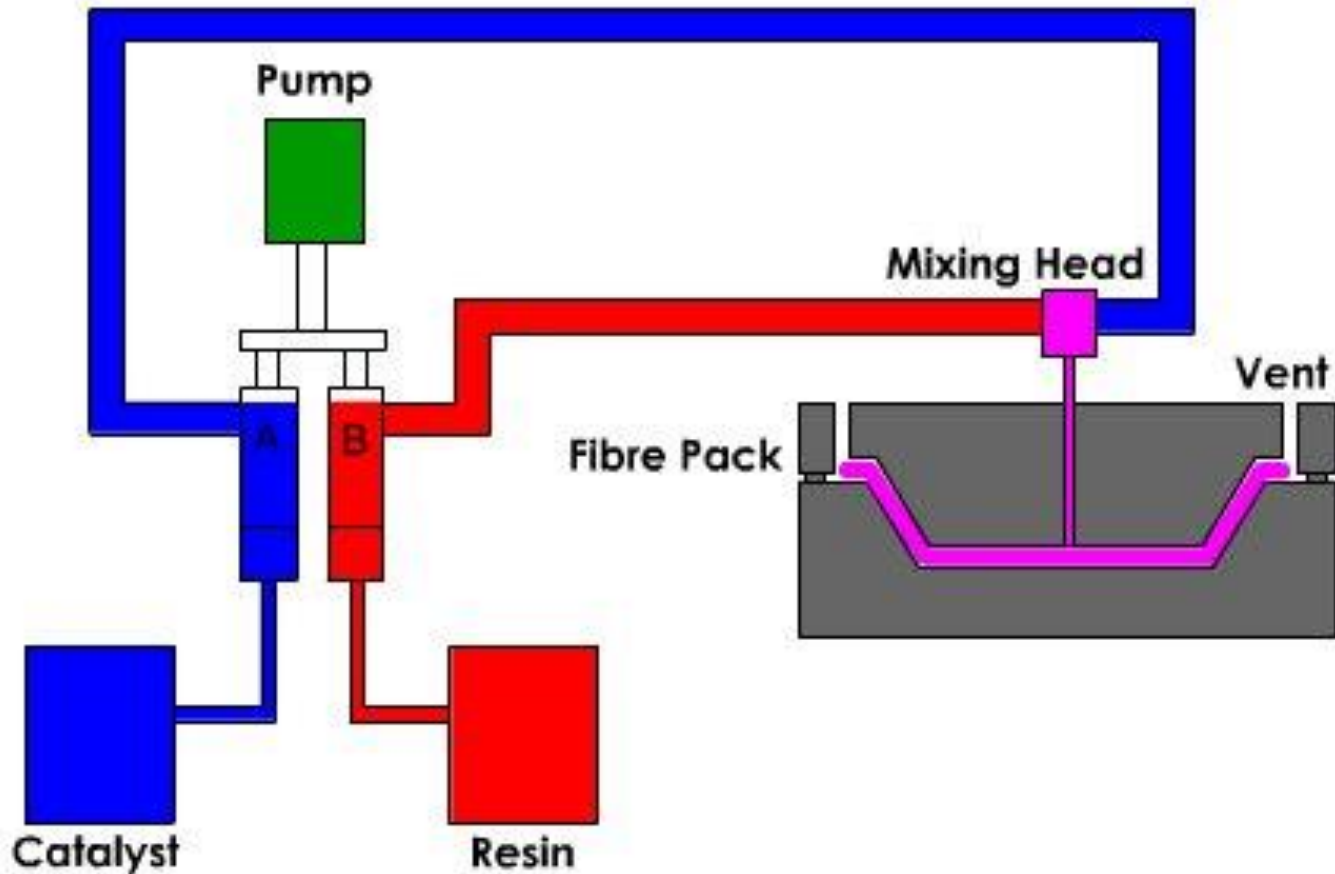 Pump
Mixing Head
Vent
A
B
Fibre Pack
Catalyst
Resin